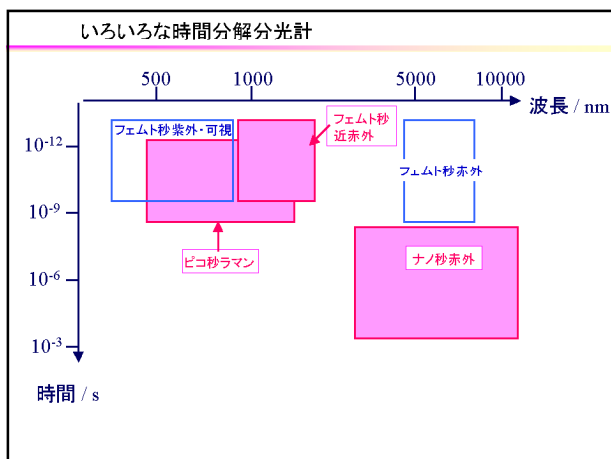 いろいろな時間分解分光計
500 1000 5000 10000
波長 / nm
フェムト秒紫外・可視
フェムト秒
近赤外
フェムト秒赤外
10-12
10-9
ピコ秒ラマン
ナノ秒赤外
10-6
10-3
時間 / s